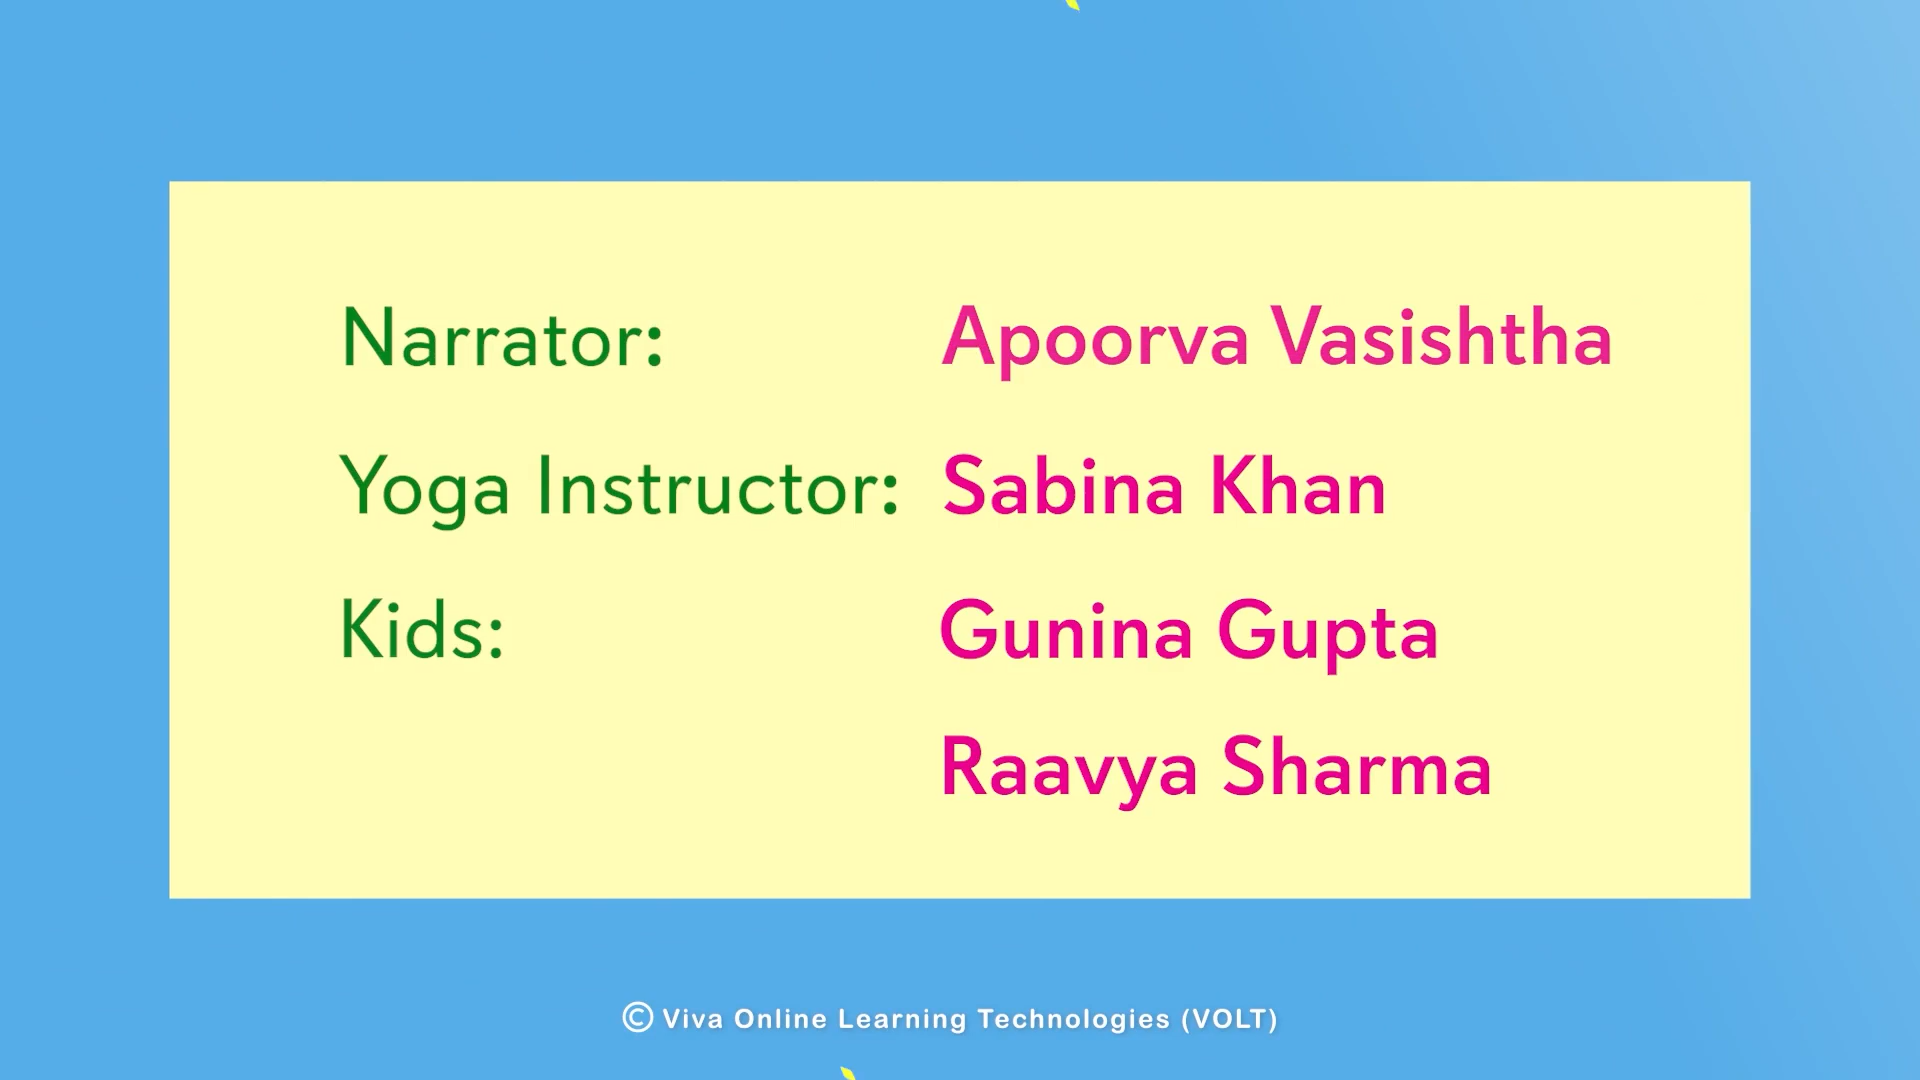 Narrator: Apoorva Vasishtha
Yoga Instructor: Sabina Khan
Kids: Gunina Gupta
Raavya Sharma
© Viva Online Learning Technologies (VOLT)